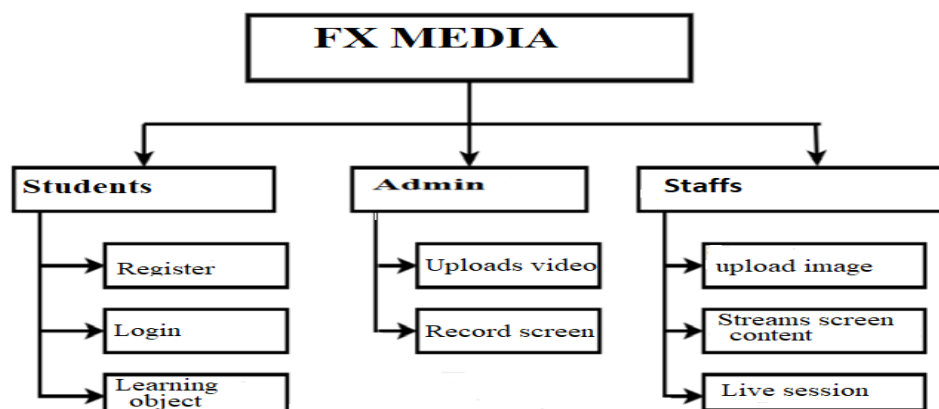 FX MEDIA
Students
Admin
Staffs
Register
Uploads video
upload image
Login
Record screen
Streams screen
content
Learning
object
Live session